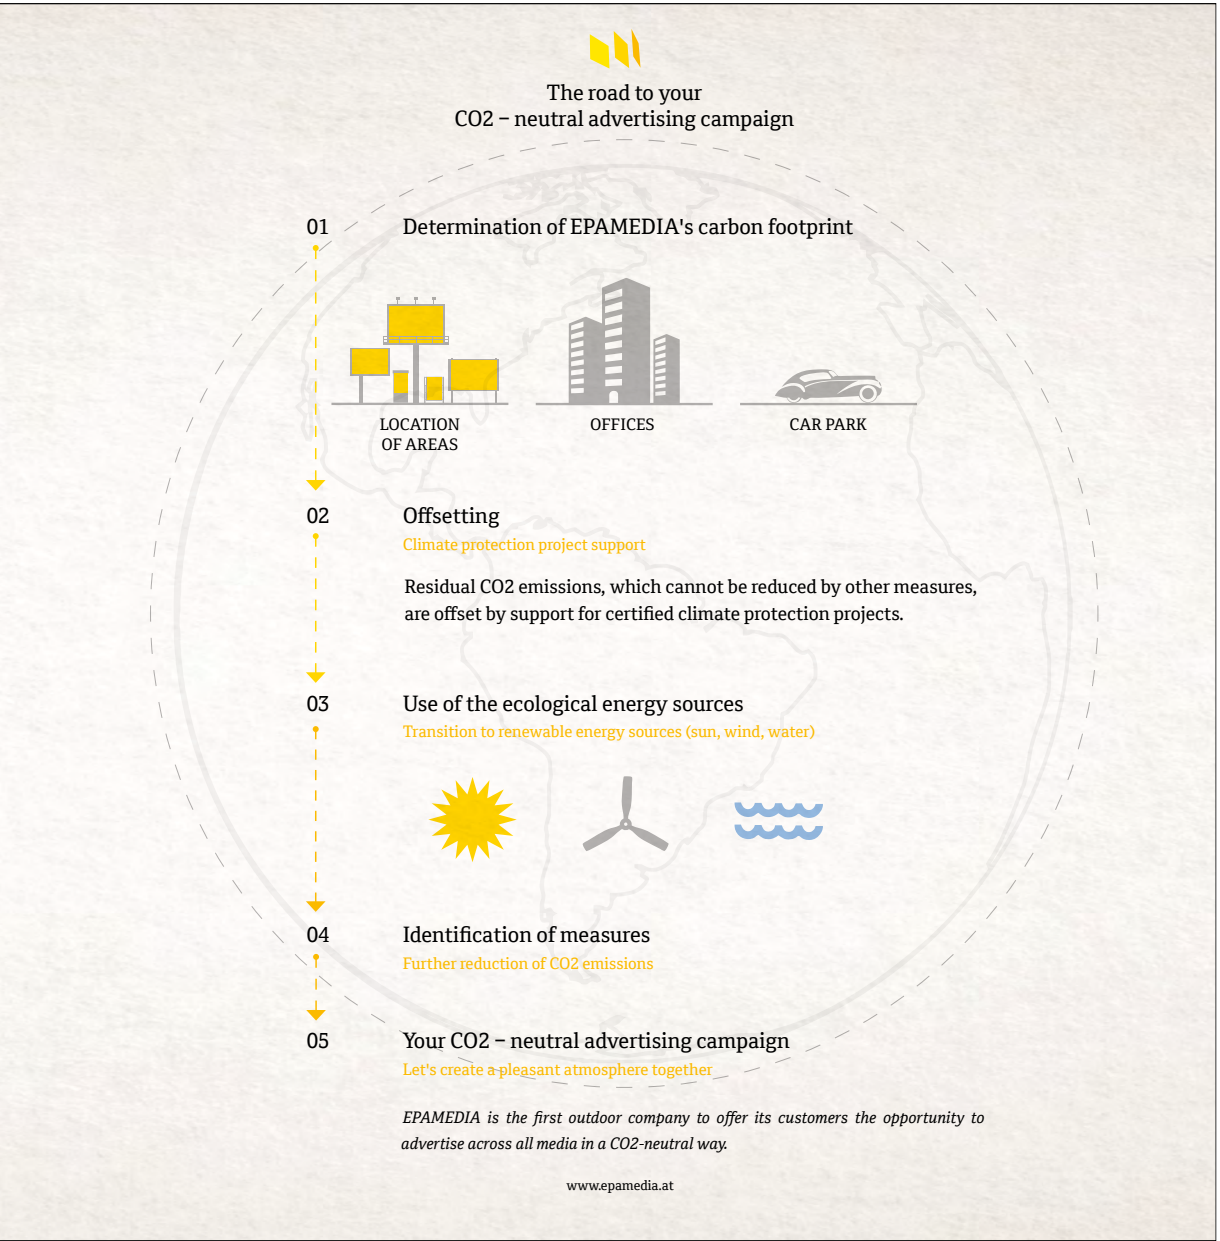 The road to your
CO2 – neutral advertising campaign
01
Determination of EPAMEDIA's carbon footprint
LOCATION
OF AREAS
OFFICES
CAR PARK
02
Offsetting
Climate protection project support
Residual CO2 emissions, which cannot be reduced by other measures,
are offset by support for certified climate protection projects.
03
Use of the ecological energy sources
Transition to renewable energy sources (sun, wind, water)
04
Identification of measures
Further reduction of CO2 emissions
05
Your CO2 – neutral advertising campaign
Let's create a pleasant atmosphere together
EPAMEDIA is the first outdoor company to offer its customers the opportunity to
advertise across all media in a CO2-neutral way.
www.epamedia.at